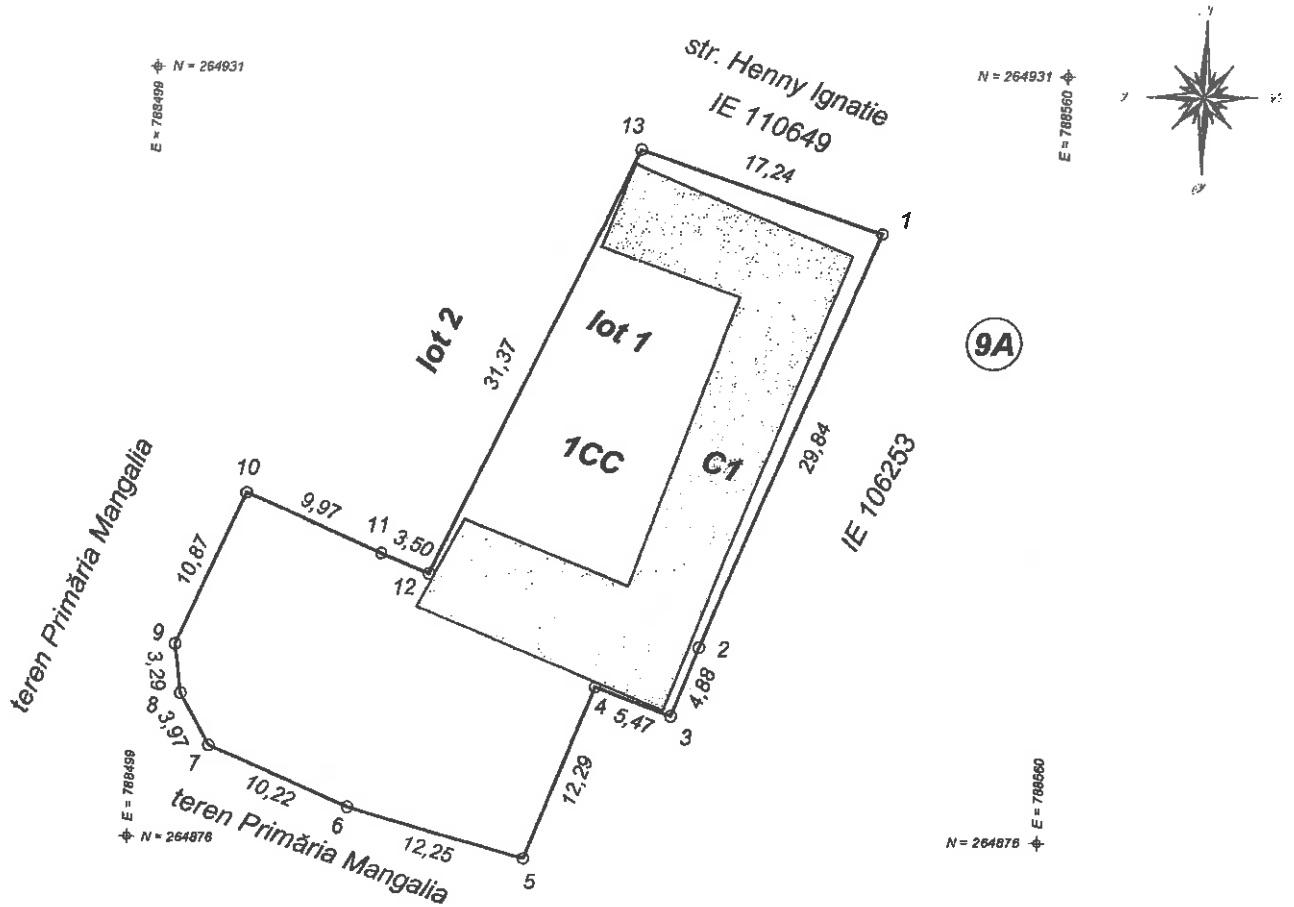 N = 264931
E = 788499
N = 264931
E = 788560
str. Henny Ignatie
IE 110649
13
17,24
1
lot 2
31,37
lot 1
9A
1CC
C1
29,84
IE 106253
teren Primăria Mangalia
10
9,97
11
3,50
12
10,87
9
3,29
8
3,97
7
2
4,88
4
5,47
3
12,29
10,22
6
12,25
5
teren Primăria Mangalia
E = 788499
N = 264876
E = 788560
N = 264876